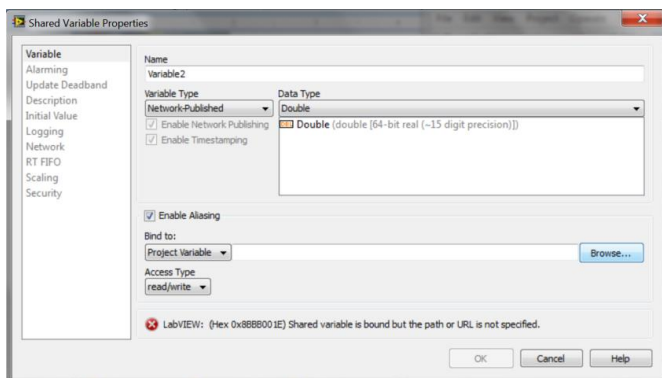 Shared Variable Properties
Variable
Alarming
Update Deadband
Description
Initial Value
Logging
Network
RT FIFO
Scaling
Security
Name
Variable2
Variable Type
Data Type
Network-Published
Double
Enable Network Publishing
Enable Timestamping
Double (double [64-bit real (~15 digit precision)])
Enable Aliasing
Bind to:
Project Variable
Browse...
Access Type
read/write
LabVIEW: (Hex 0x8BBB001E) Shared variable is bound but the path or URL is not specified.
OK
Cancel
Help